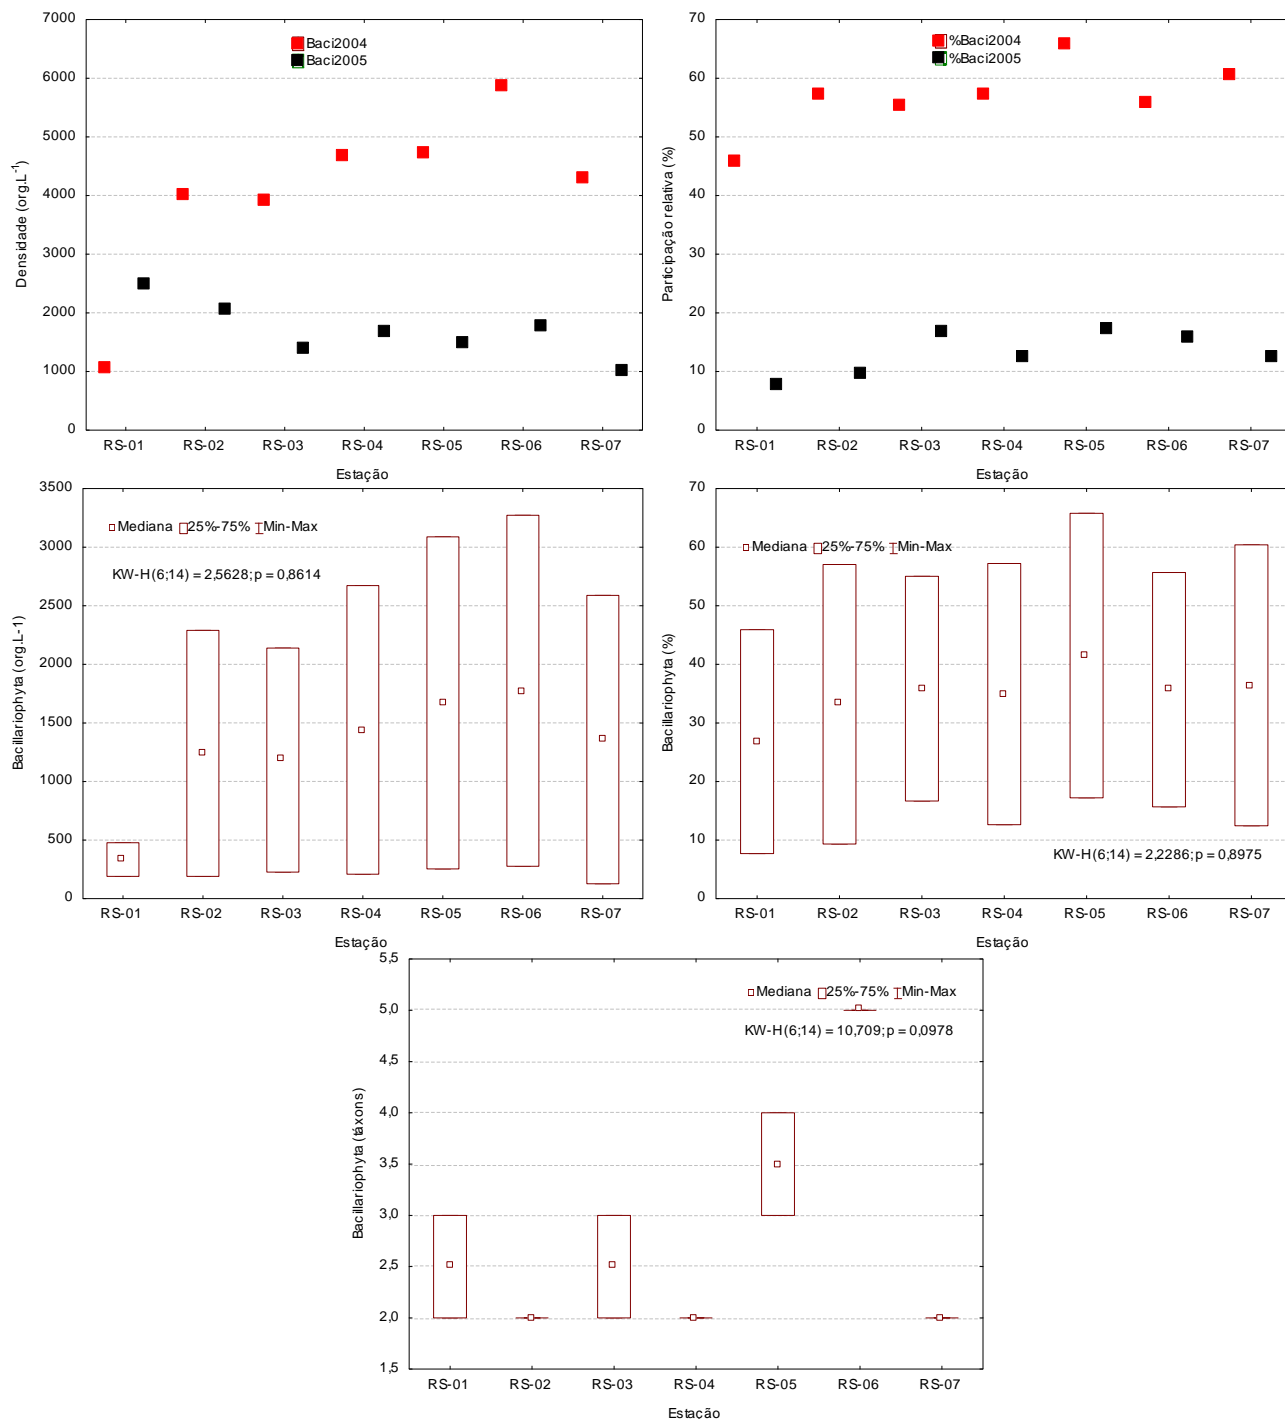 7000
6000
5000
4000
3000
2000
1000
0
Densidade (org.L-1)
Baci2004
Baci2005
RS-01 RS-02 RS-03 RS-04 RS-05 RS-06 RS-07
Estação
70
60
50
40
30
20
10
0
Participação relativa (%)
%Baci2004
%Baci2005
RS-01 RS-02 RS-03 RS-04 RS-05 RS-06 RS-07
Estação
3500
3000
2500
2000
1500
1000
500
0
Bacillariophyta (org.L-1)
Mediana 25%-75% Min-Max
KW-H(6;14) = 2,5628; p = 0,8614
RS-01 RS-02 RS-03 RS-04 RS-05 RS-06 RS-07
Estação
70
60
50
40
30
20
10
0
Bacillariophyta (%)
Mediana 25%-75% Min-Max
KW-H(6;14) = 2,2286; p = 0,8975
RS-01 RS-02 RS-03 RS-04 RS-05 RS-06 RS-07
Estação
5,5
5,0
4,5
4,0
3,5
3,0
2,5
2,0
1,5
Bacillariophyta (táxons)
Mediana 25%-75% Min-Max
KW-H(6;14) = 10,709; p = 0,0978
RS-01 RS-02 RS-03 RS-04 RS-05 RS-06 RS-07
Estação